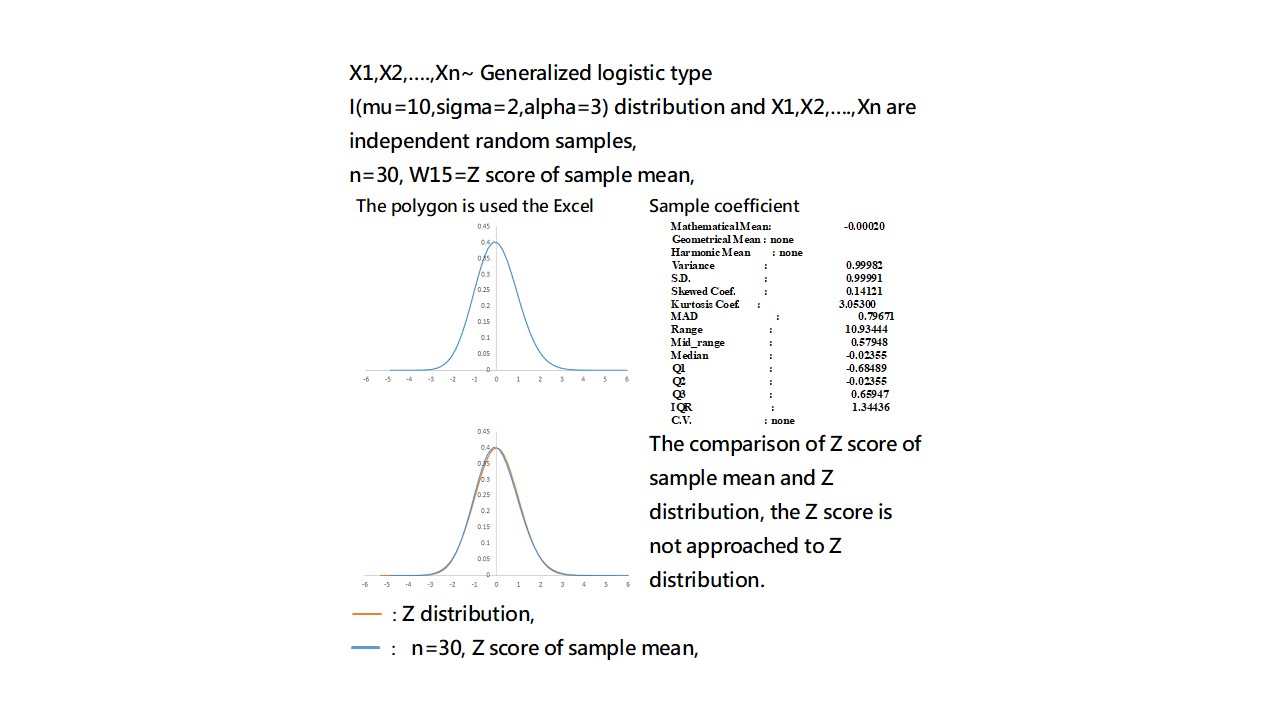 X1,X2,....,Xn~ Generalized logistic type
I(mu=10,sigma=2,alpha=3) distribution and X1,X2,....,Xn are
independent random samples,
n=30, W15=Z score of sample mean,
The polygon is used the Excel
0.45
0.4
0.35
0.3
0.25
0.2
0.15
0.1
0.05
0
-6 -5 -4 -3 -2 -1 0 1 2 3 4 5 6
Sample coefficient
Mathematical Mean: -0.00020
Geometrical Mean : none
Harmonic Mean : none
Variance : 0.99982
S.D. : 0.99991
Skewed Coef. : 0.14121
Kurtosis Coef. : 3.05300
MAD : 0.79671
Range : 10.93444
Mid_range : 0.57948
Median : -0.02355
Q1 : -0.68489
Q2 : -0.02355
Q3 : 0.65947
IQR : 1.34436
C.V. : none
0.45
0.4
0.35
0.3
0.25
0.2
0.15
0.1
0.05
0
-6 -5 -4 -3 -2 -1 0 1 2 3 4 5 6
The comparison of Z score of
sample mean and Z
distribution, the Z score is
not approached to Z
distribution.
: Z distribution,
: n=30, Z score of sample mean,